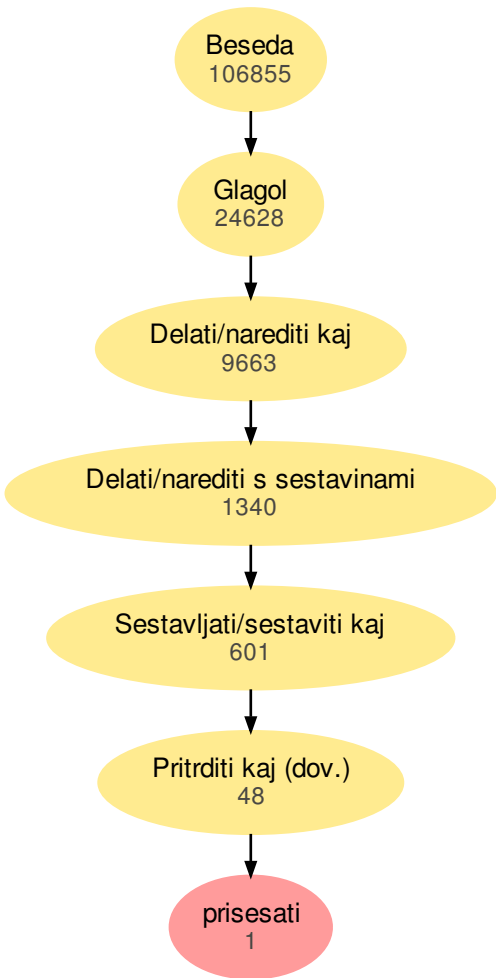 Beseda
106855
Glagol
24628
Delati/narediti kaj
9663
Delati/narediti s sestavinami
1340
Sestavljati/sestaviti kaj
601
Pritrditi kaj (dov.)
48
prisesati
1